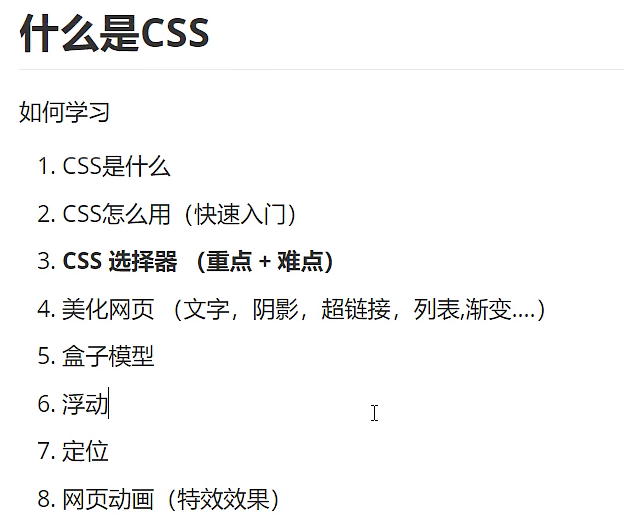 什么是CSS
如何学习
1. CSS是什么
2. CSS怎么用（快速入门）
3. CSS 选择器 （重点 + 难点）
4. 美化网页 （文字，阴影，超链接，列表,渐变....）
5. 盒子模型
6. 浮动
7. 定位
8. 网页动画（特效效果）